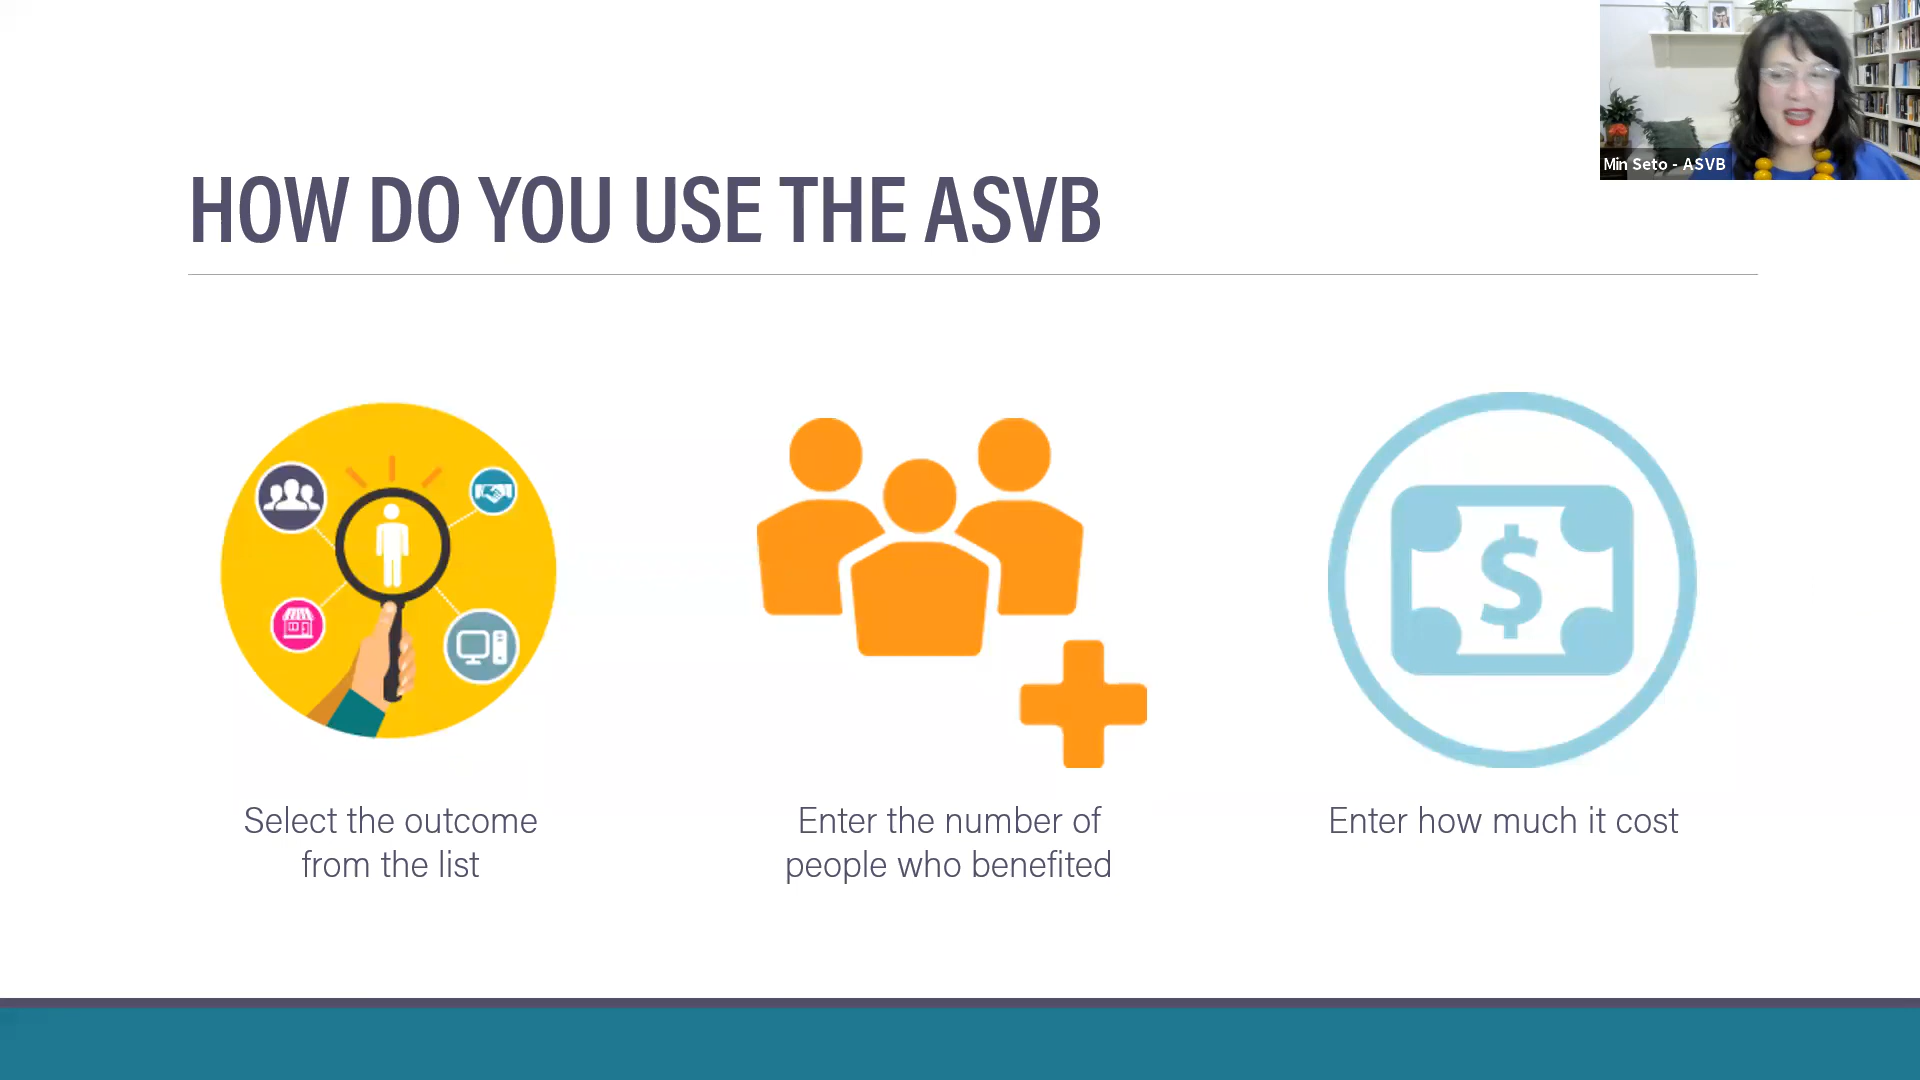 Min Seto - ASVB
HOW DO YOU USE THE ASVB
Select the outcome
from the list
Enter the number of
people who benefited
Enter how much it cost
$